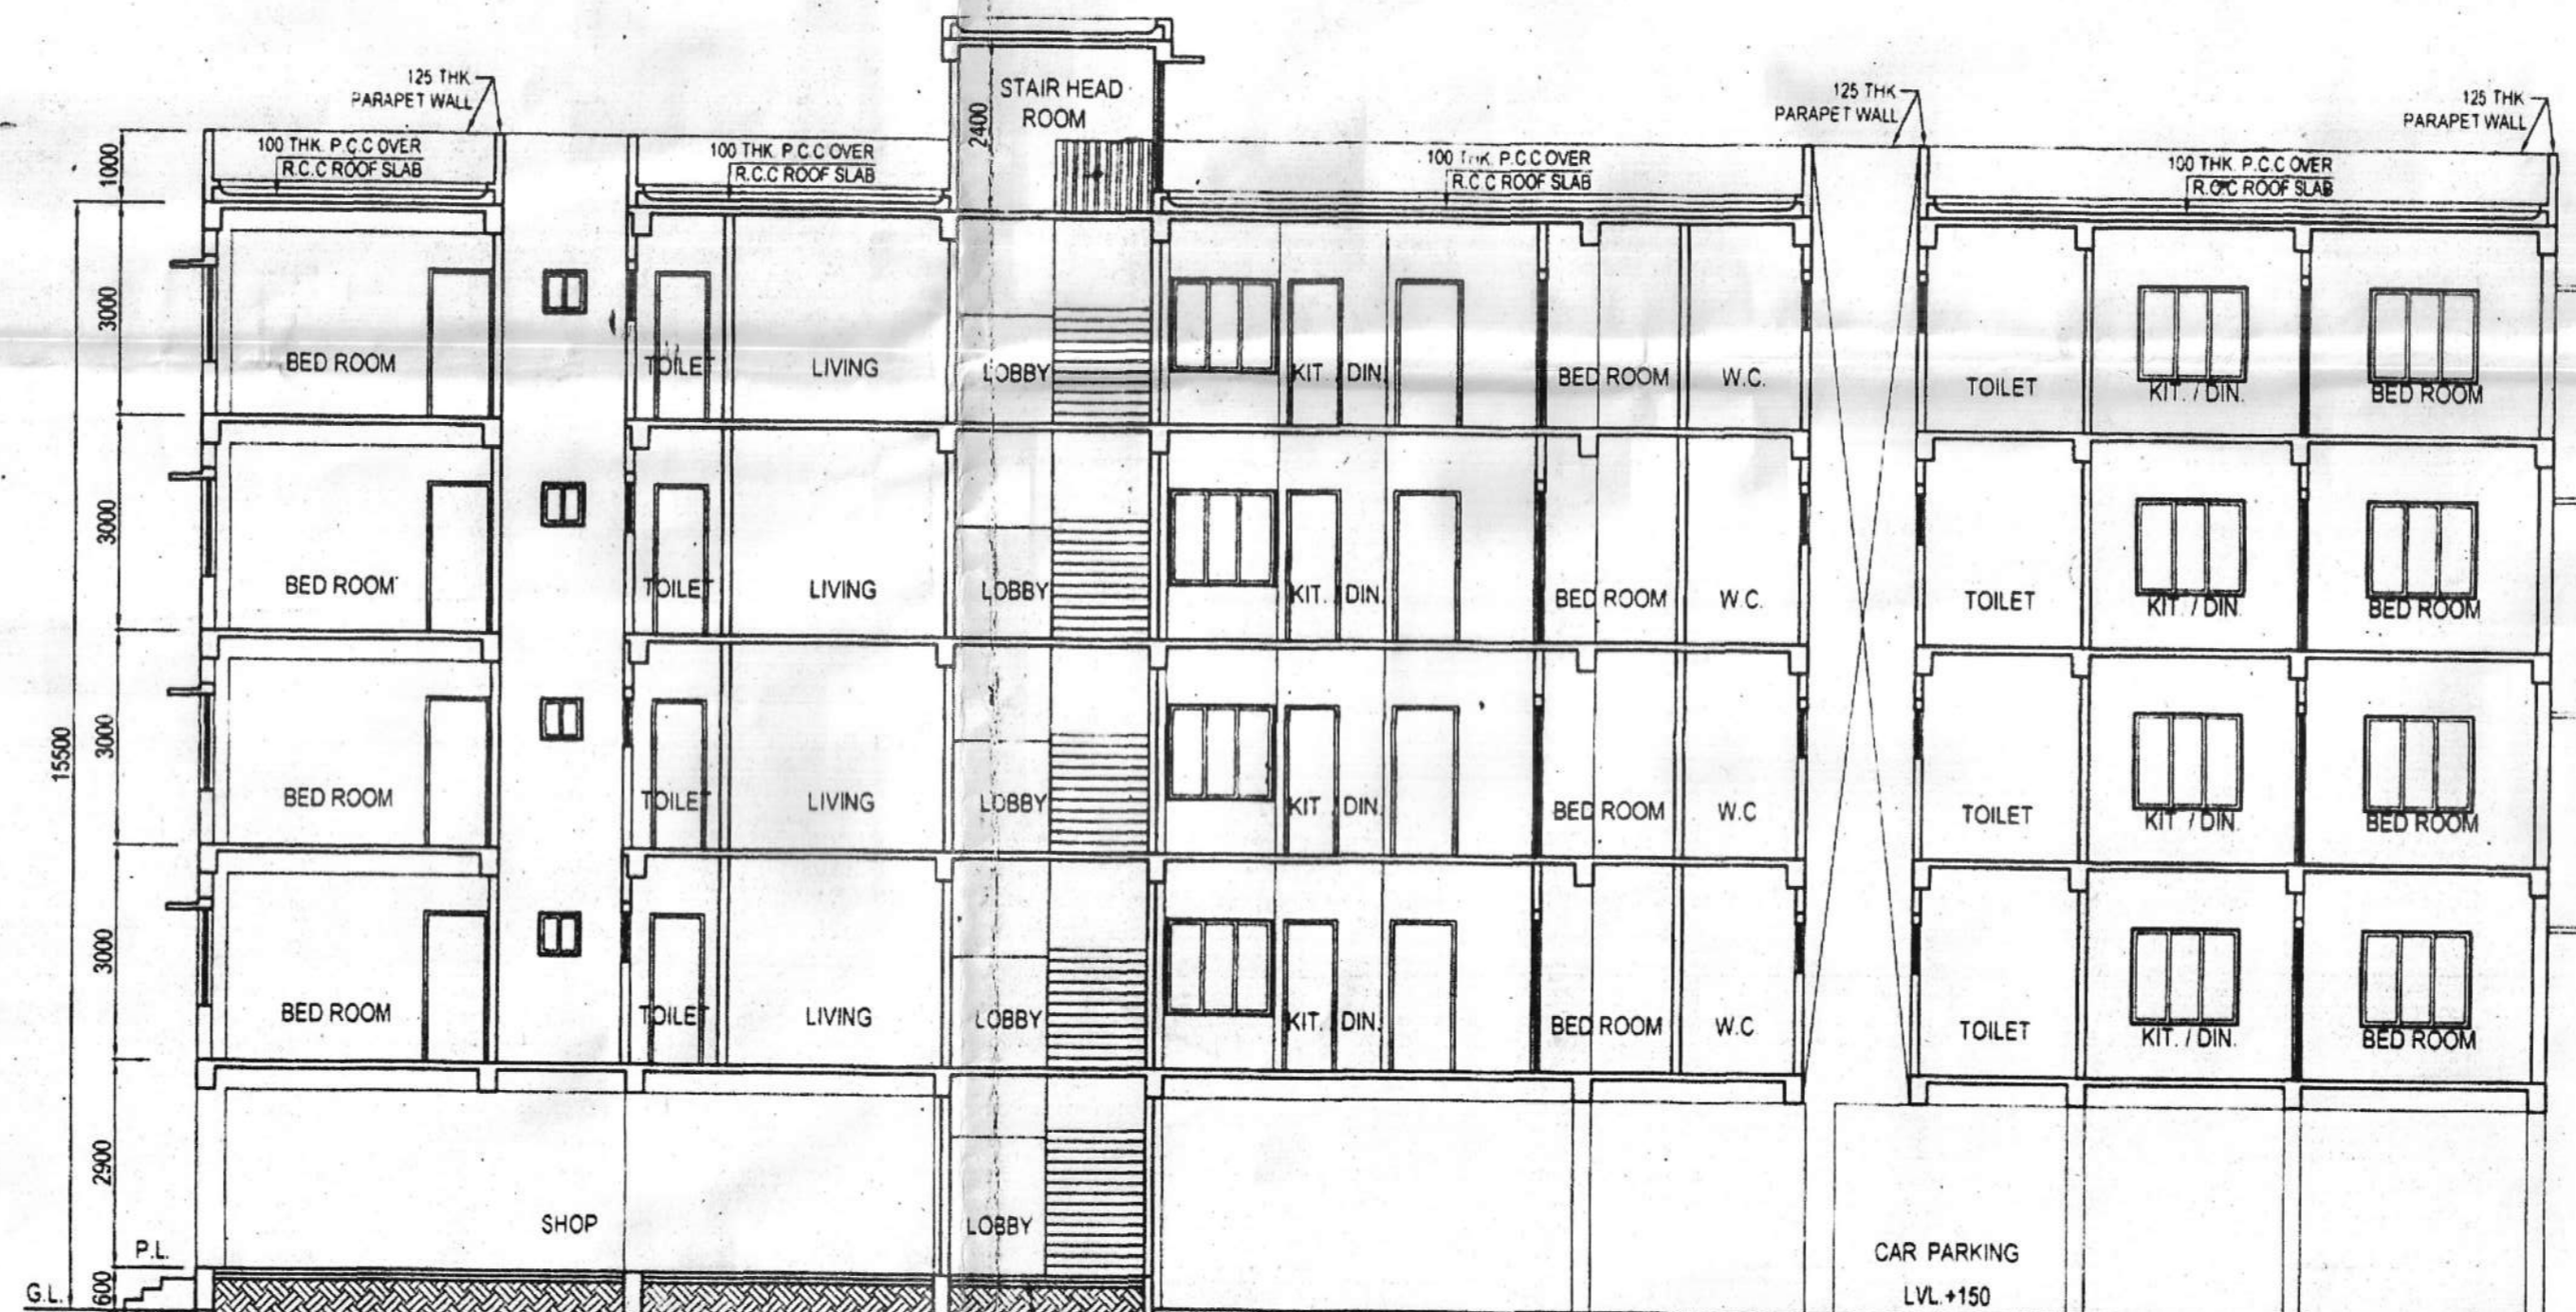 125 THK
PARAPET WALL
100 THK P.C.C OVER
R.C.C ROOF SLAB
100 THK P.C.C OVER
R.C.C ROOF SLAB
STAIR HEAD
ROOM
2400
100 THK P.C.C OVER
R.C.C ROOF SLAB
125 THK
PARAPET WALL
100 THK. P.C.C OVER
R.C.C ROOF SLAB
125 THK
PARAPET WALL
1000
3000
BED ROOM
TOILET
LIVING
LOBBY
KIT. / DIN.
BED ROOM
W.C.
TOILET
KIT. / DIN.
BED ROOM
3000
BED ROOM
TOILET
LIVING
LOBBY
KIT. / DIN.
BED ROOM
W.C.
TOILET
KIT. / DIN.
BED ROOM
15500
3000
BED ROOM
TOILET
LIVING
LOBBY
KIT / DIN.
BED ROOM
W.C
TOILET
KIT / DIN.
BED ROOM
3000
BED ROOM
TOILET
LIVING
LOBBY
KIT. / DIN.
BED ROOM
W.C
TOILET
KIT. / DIN.
BED ROOM
2900
SHOP
LOBBY
CAR PARKING
LVL.+150
P.L.
G.L.
600